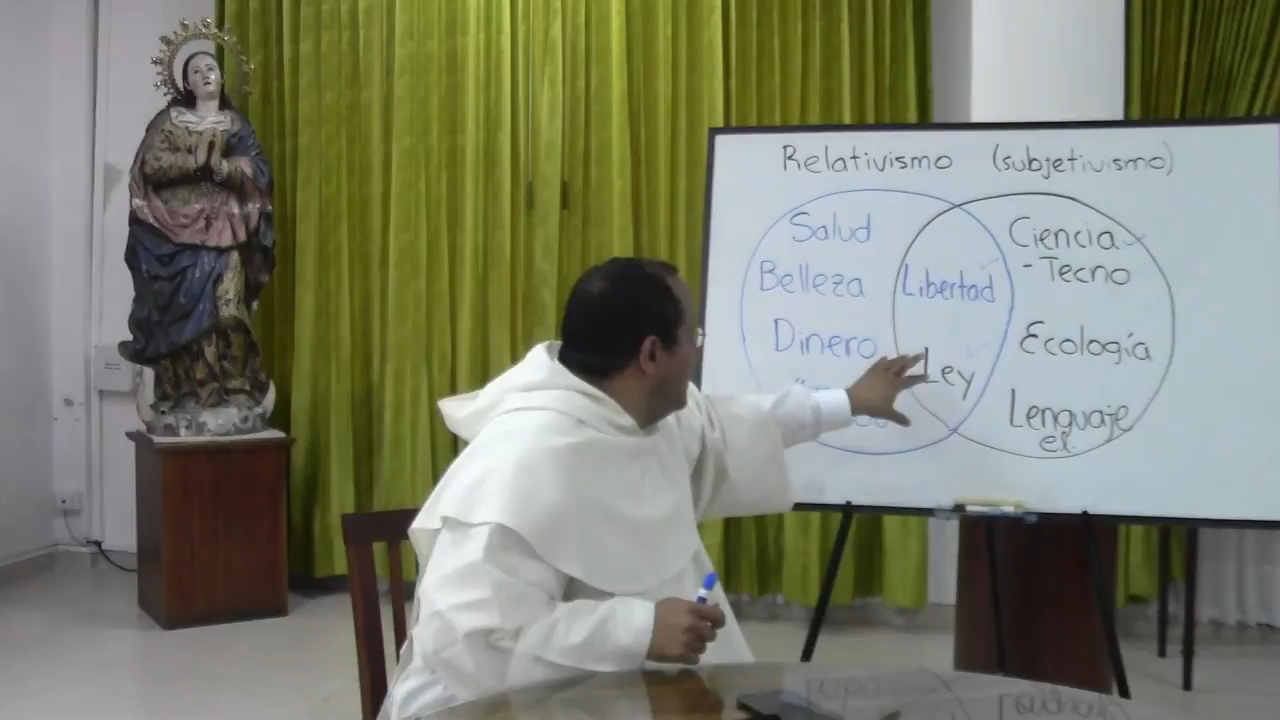 Relativismo (subjetivismo)
Salud
Belleza
Dinero
Libertad
Ley
Ciencia
- Tecno
Ecología
Lenguaje
el.